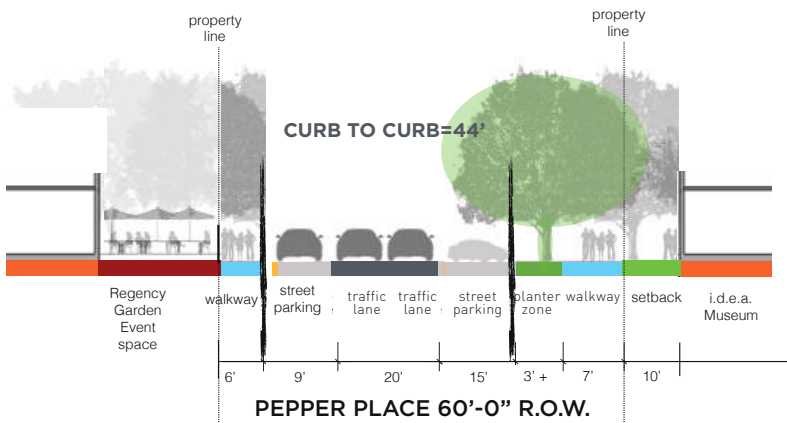 property
line
property
line
CURB TO CURB=44'
Regency
Garden
Event
space
walkway
street
parking
traffic
lane
traffic
lane
street
parking
planter
zone
walkway
setback
i.d.e.a.
Museum
6'
9'
20'
15'
3' +
7'
10'
PEPPER PLACE 60'-0" R.O.W.